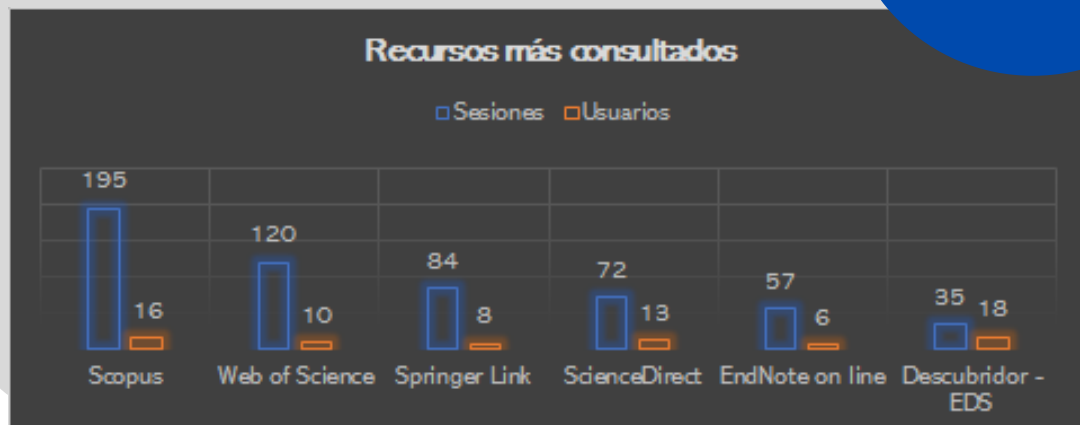 Recursos más consultados
Sesiones Usuarios
195
16
120
10
84
8
72
13
57
6
35
18
Scopus
Web of Science
Springer Link
ScienceDirect
EndNote on line
Descubridor -
EDS